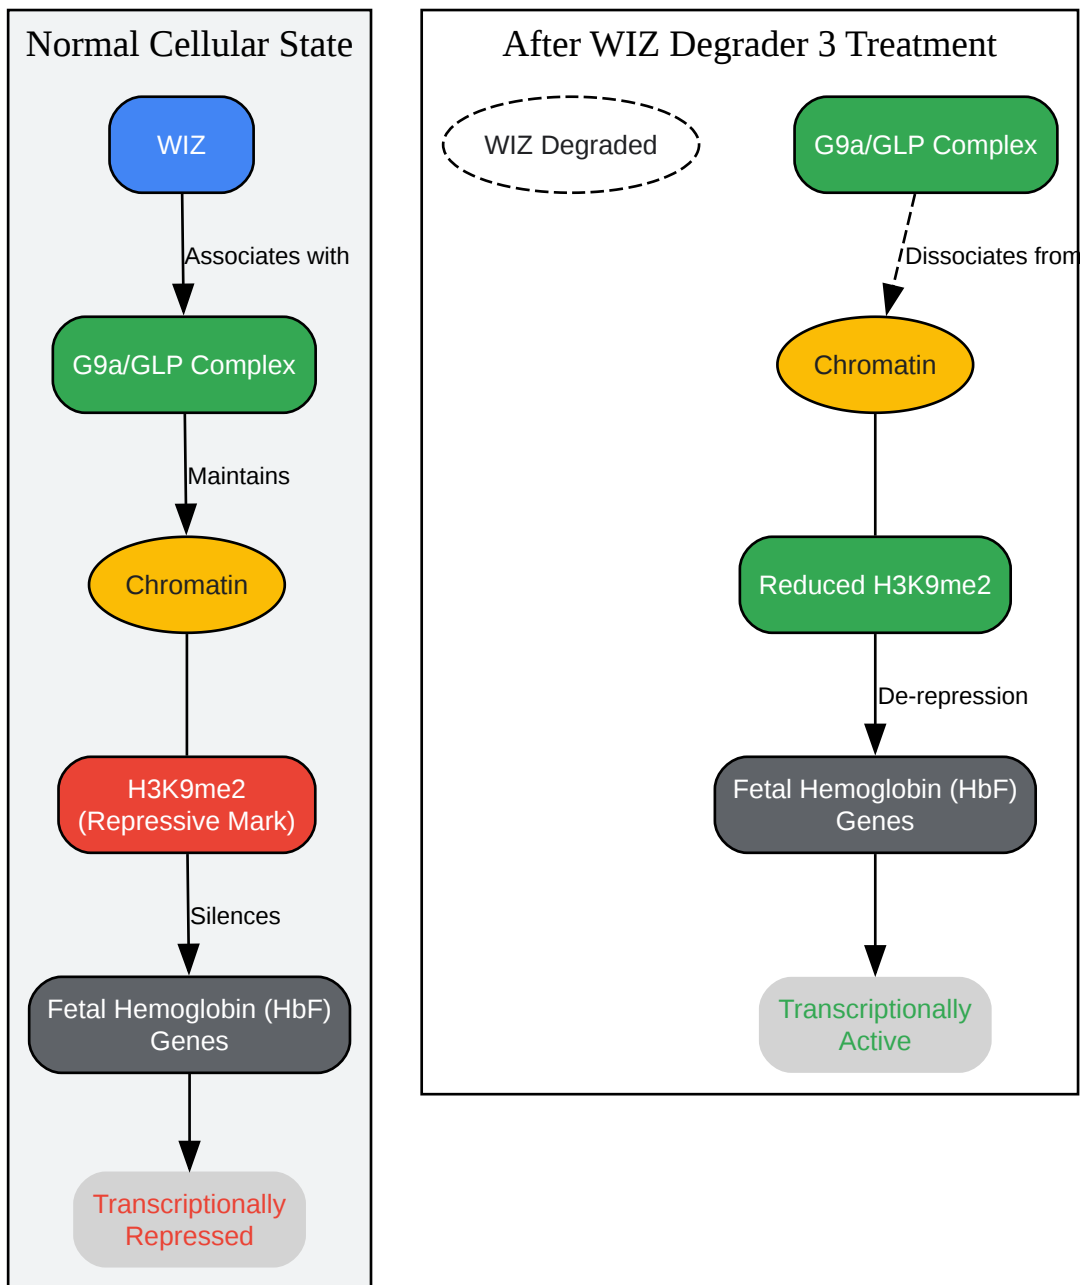 Normal Cellular State
WIZ
Associates with
G9a/GLP Complex
Maintains
Chromatin
H3K9me2
(Repressive Mark)
Silences
Fetal Hemoglobin (HbF)
Genes
Transcriptionally
Repressed
After WIZ Degrader 3 Treatment
WIZ Degraded
G9a/GLP Complex
Dissociates from
Chromatin
Reduced H3K9me2
De-repression
Fetal Hemoglobin (HbF)
Genes
Transcriptionally
Active